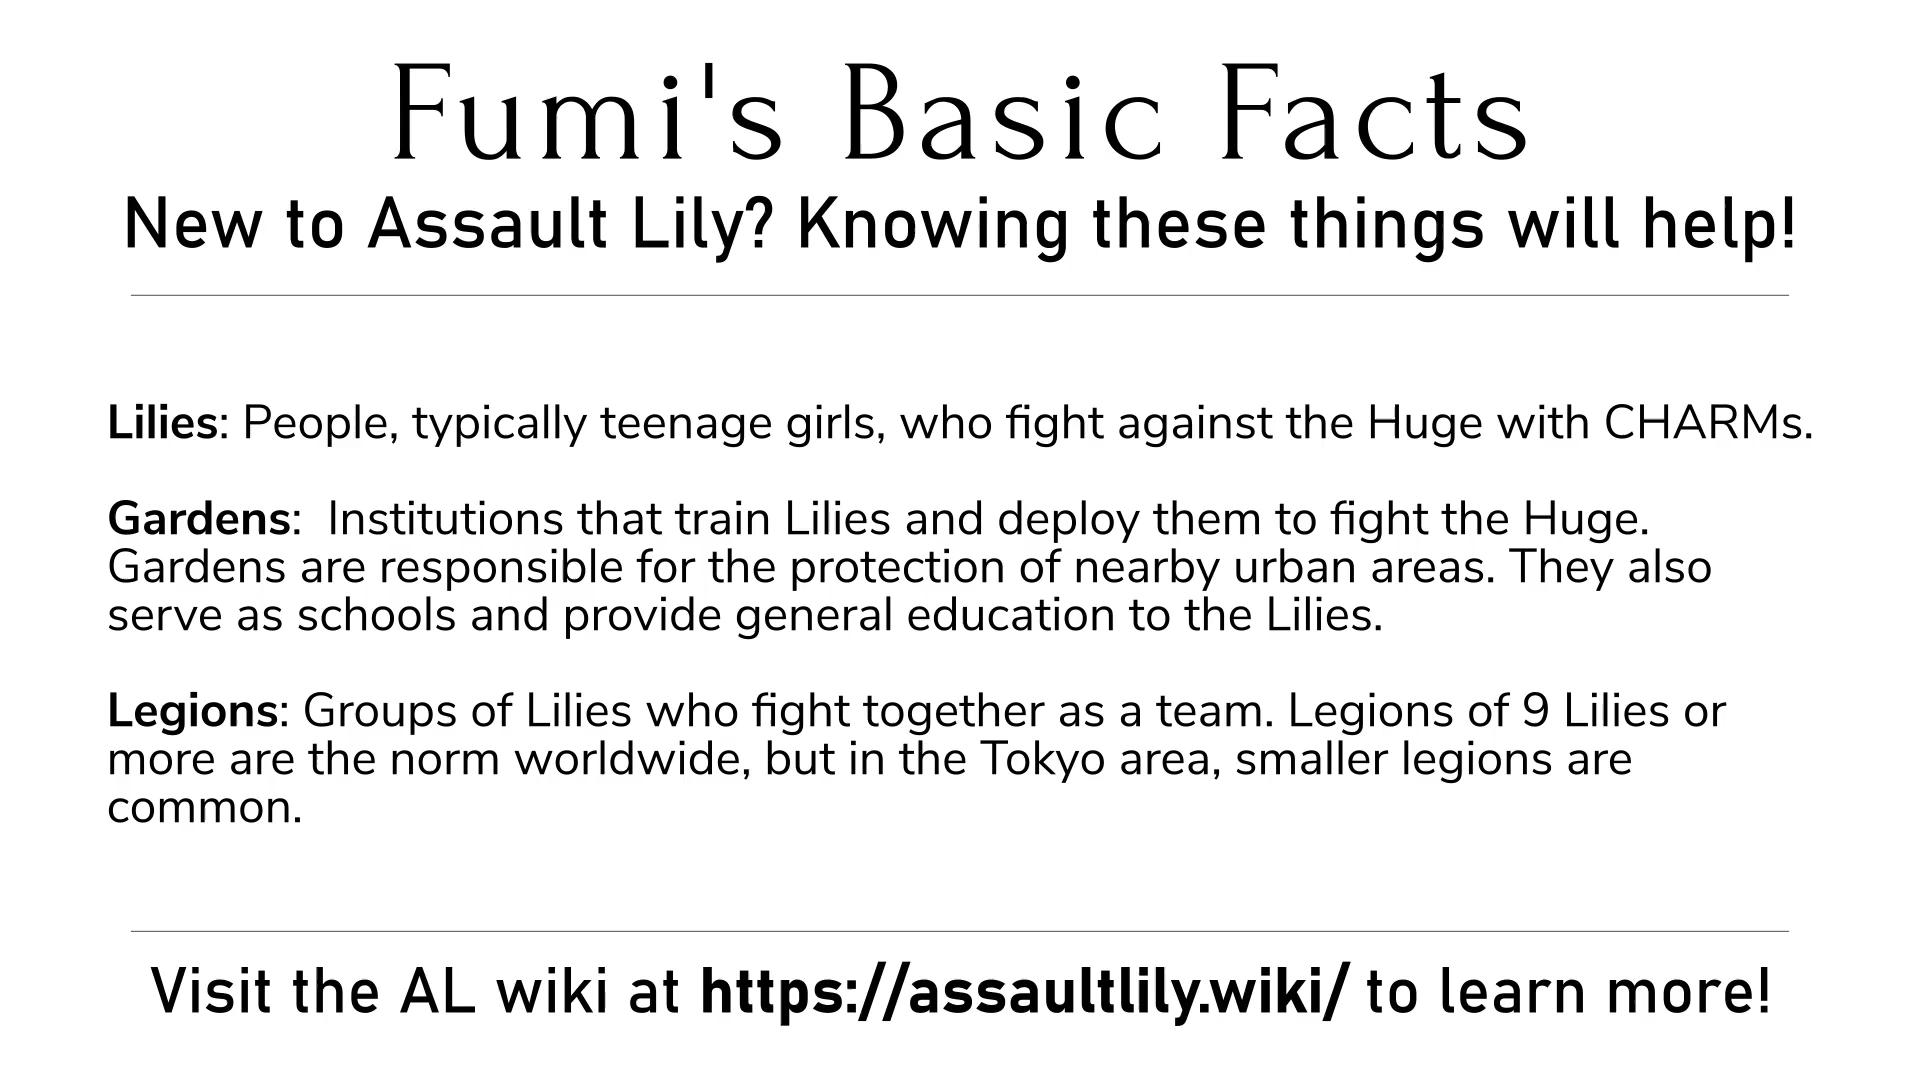 Fumi's Basic Facts
New to Assault Lily? Knowing these things will help!
Lilies: People, typically teenage girls, who fight against the Huge with CHARMs.
Gardens:  Institutions that train Lilies and deploy them to fight the Huge.
Gardens are responsible for the protection of nearby urban areas. They also
serve as schools and provide general education to the Lilies.
Legions: Groups of Lilies who fight together as a team. Legions of 9 Lilies or
more are the norm worldwide, but in the Tokyo area, smaller legions are
common.
Visit the AL wiki at https://assaultlily.wiki/ to learn more!